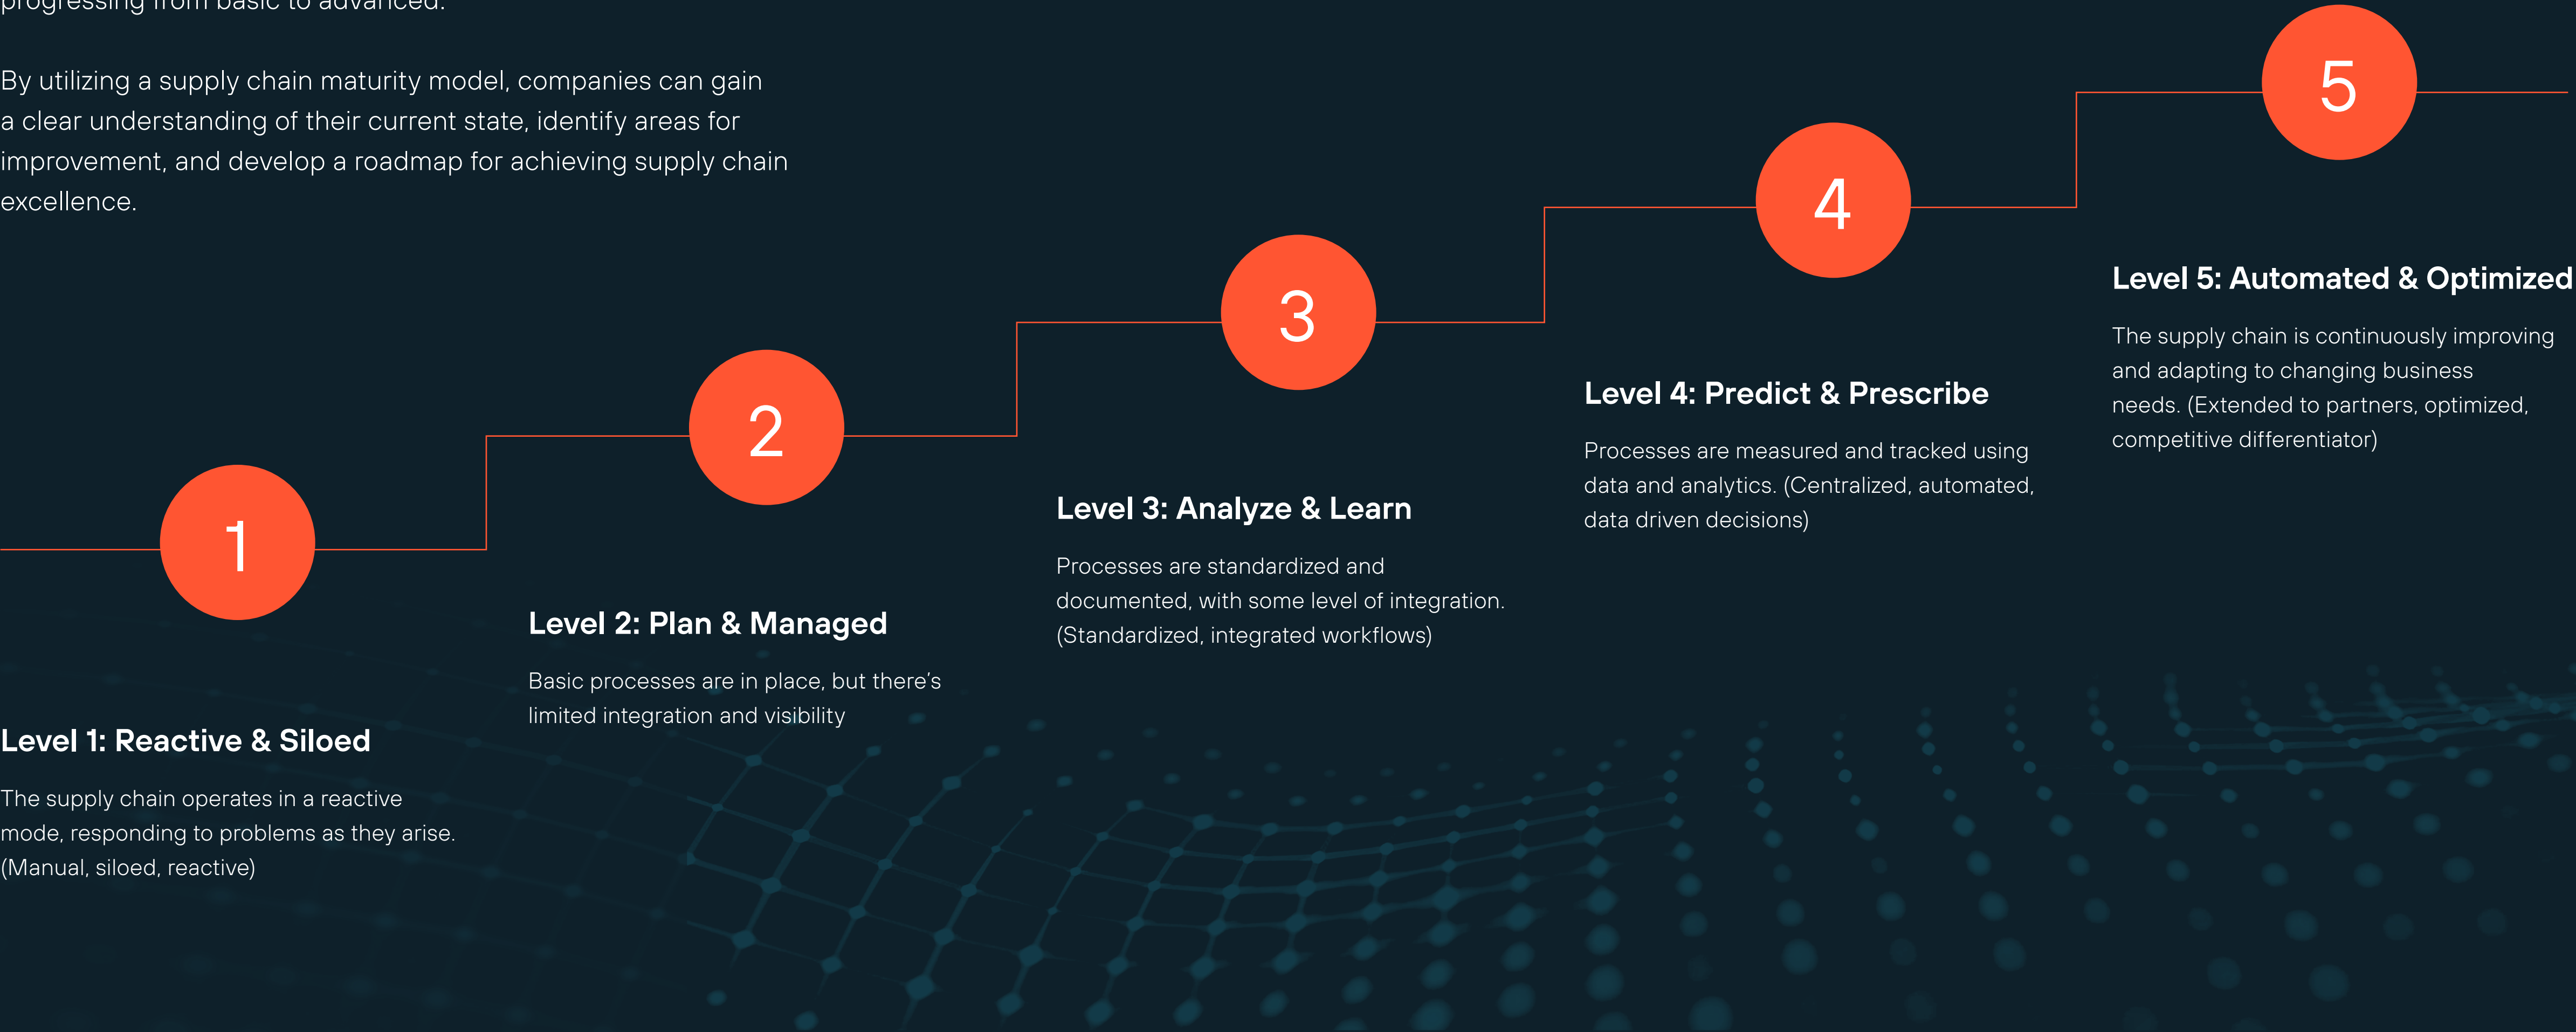 progressing from basic to advanced.
By utilizing a supply chain maturity model, companies can gain
a clear understanding of their current state, identify areas for
improvement, and develop a roadmap for achieving supply chain
excellence.
1
Level 1: Reactive & Siloed
The supply chain operates in a reactive
mode, responding to problems as they arise.
(Manual, siloed, reactive)
2
Level 2: Plan & Managed
Basic processes are in place, but there’s
limited integration and visibility
3
Level 3: Analyze & Learn
Processes are standardized and
documented, with some level of integration.
(Standardized, integrated workflows)
4
Level 4: Predict & Prescribe
Processes are measured and tracked using
data and analytics. (Centralized, automated,
data driven decisions)
5
Level 5: Automated & Optimized
The supply chain is continuously improving
and adapting to changing business
needs. (Extended to partners, optimized,
competitive differentiator)